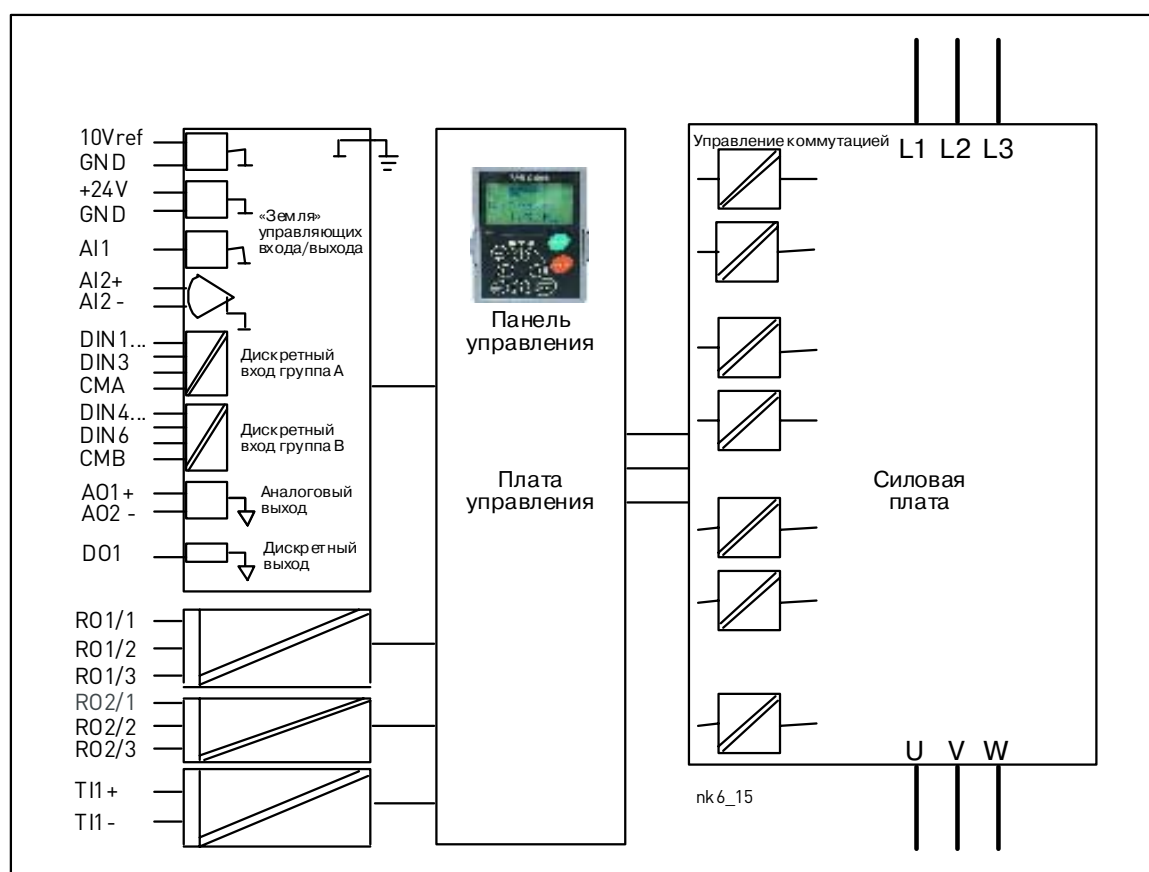 10Vref
GND
+24V
GND
AI1
AI2+
AI2 -
DIN1...
DIN3
CMA
DIN4...
DIN6
CMB
AO1+
AO2 -
DO1
RO1/1
RO1/2
RO1/3
RO2/1
RO2/2
RO2/3
TI1 +
TI1 -
«Земля»
управляющих
входа/выхода
Дискретный
вход группа А
Дискретный
вход группа В
Аналоговый
выход
Дискретный
выход
Панель
управления
Плата
управления
Управление коммутацией
L1 L2 L3
Силовая
плата
U V W
nk6_15